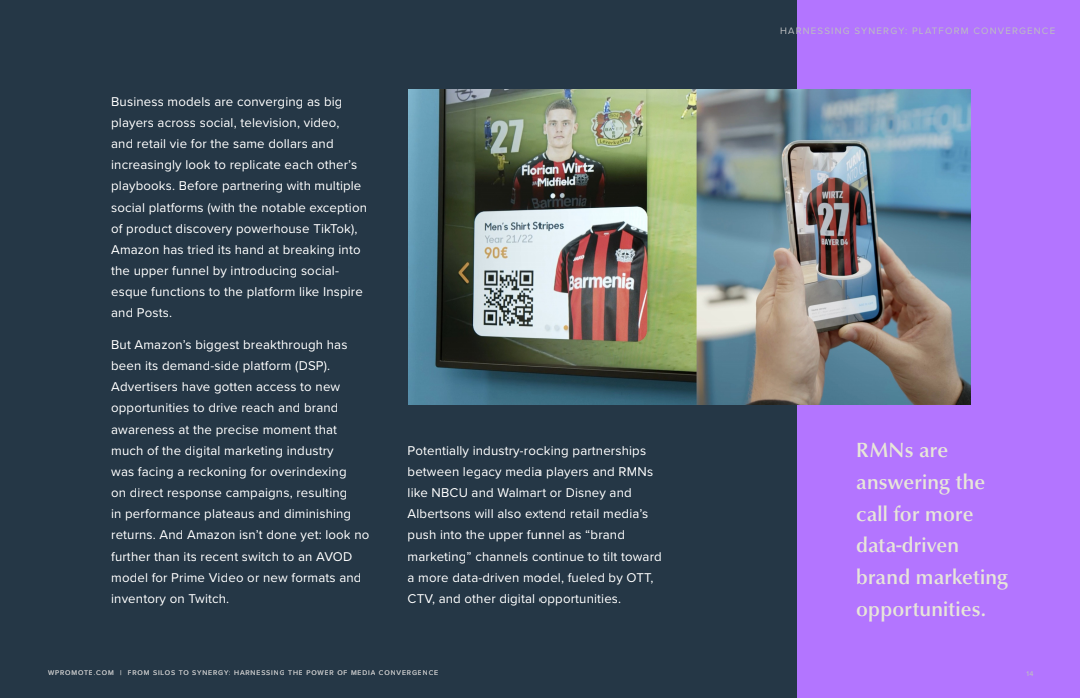 HARNESSING SYNERGY: PLATFORM CONVERGENCE
Business models are converging as big
players across social, television, video,
and retail vie for the same dollars and
increasingly look to replicate each other's
playbooks. Before partnering with multiple
social platforms (with the notable exception
of product discovery powerhouse TikTok),
Amazon has tried its hand at breaking into
the upper funnel by introducing social-
esque functions to the platform like Inspire
and Posts.
But Amazon's biggest breakthrough has
been its demand-side platform (DSP).
Advertisers have gotten access to new
opportunities to drive reach and brand
awareness at the precise moment that
much of the digital marketing industry
was facing a reckoning for overindexing
on direct response campaigns, resulting
in performance plateaus and diminishing
returns. And Amazon isn't done yet: look no
further than its recent switch to an AVOD
model for Prime Video or new formats and
inventory on Twitch.
27
Florian Wirtz
Midfield
Barmenia
Men's Shirt Stripes
Year 21/22
90€
Barmenia
WIRTZ
27
BAYER 04
Potentially industry-rocking partnerships
between legacy media players and RMNs
like NBCU and Walmart or Disney and
Albertsons will also extend retail media's
push into the upper funnel as “brand
marketing” channels continue to tilt toward
a more data-driven model, fueled by OTT,
CTV, and other digital opportunities.
RMNs are
answering the
call for more
data-driven
brand marketing
opportunities.
WPROMOTE.COM | FROM SILOS TO SYNERGY: HARNESSING THE POWER OF MEDIA CONVERGENCE